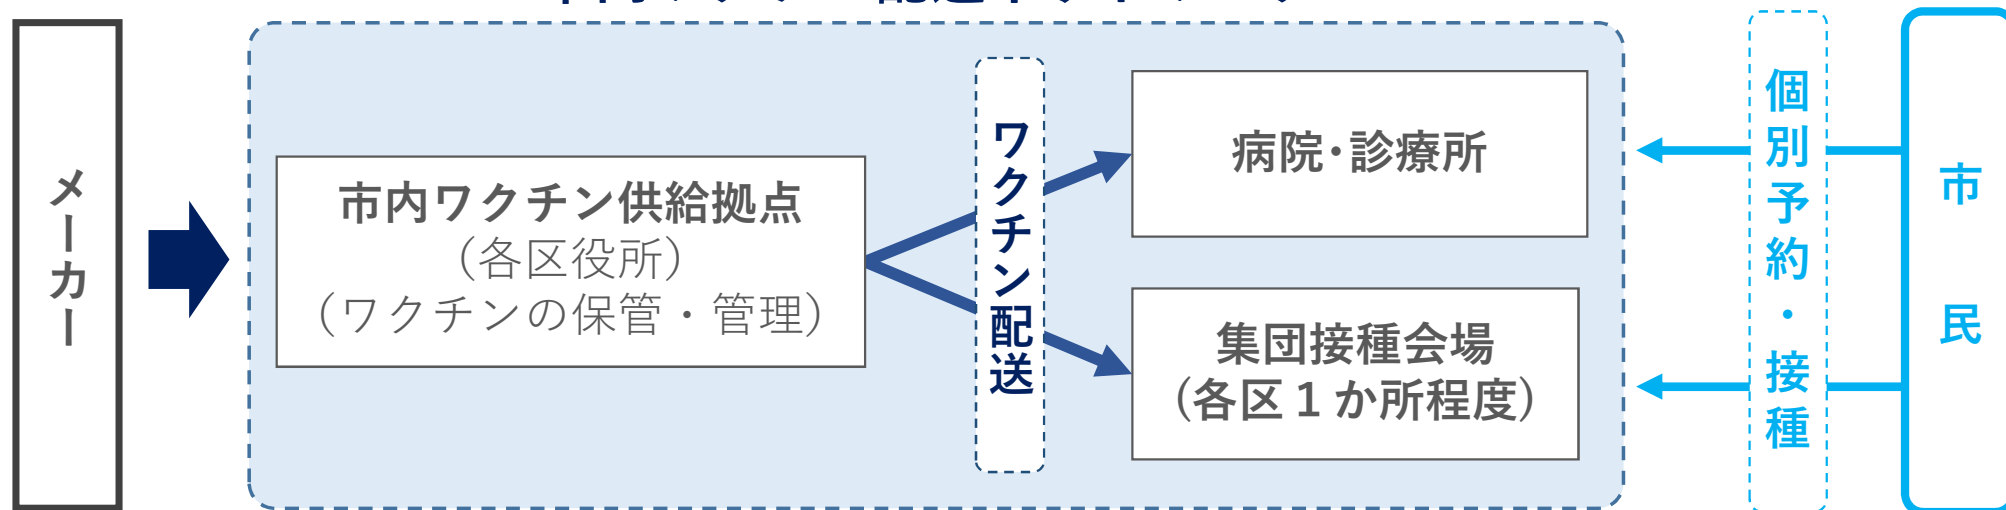 メーカー
市内ワクチン供給拠点
（各区役所）
（ワクチンの保管・管理）
ワクチン配送
病院・診療所
集団接種会場
（各区１か所程度）
個別予約・接種
市民